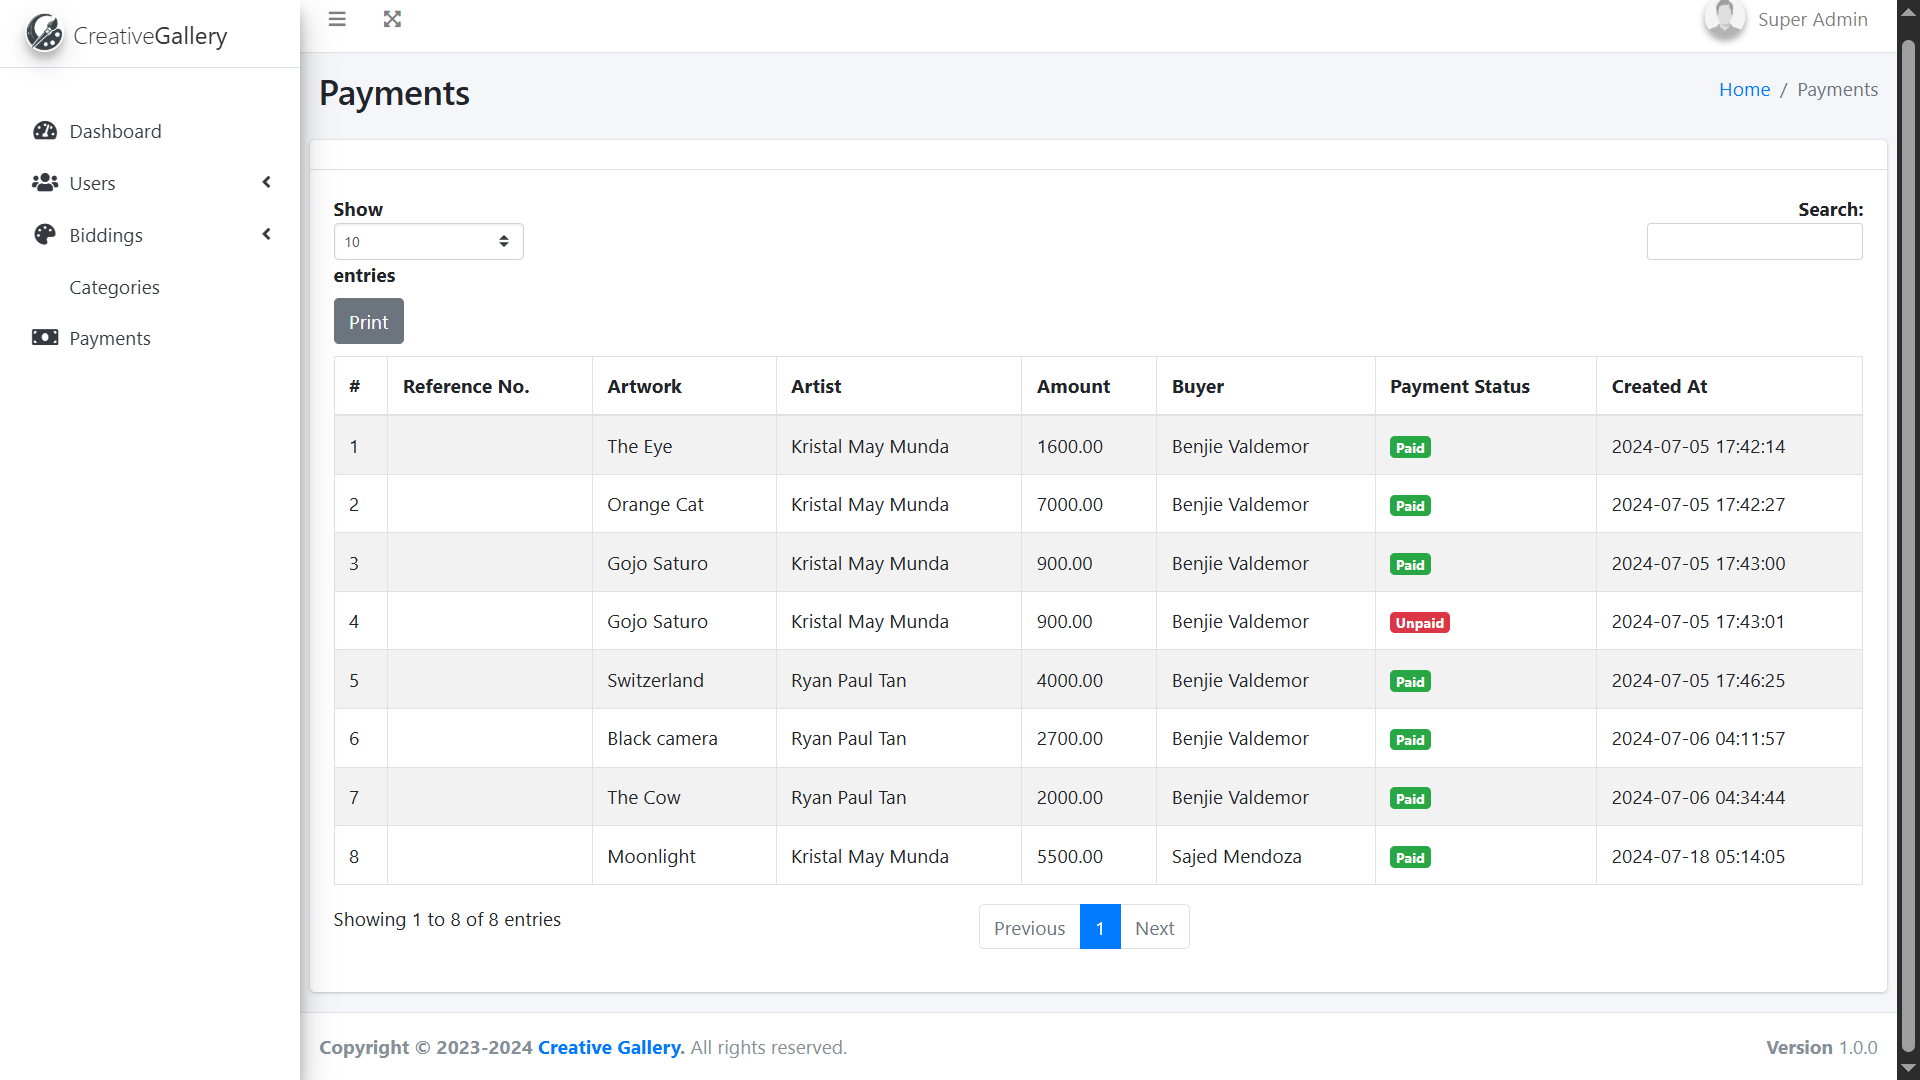 CreativeGallery
Super Admin
Dashboard
Users
Biddings
Categories
Payments
Payments
Home / Payments
Show
10
entries
Search:
Print
# Reference No. Artwork Artist Amount Buyer Payment Status Created At
1 The Eye Kristal May Munda 1600.00 Benjie Valdemor Paid 2024-07-05 17:42:14
2 Orange Cat Kristal May Munda 7000.00 Benjie Valdemor Paid 2024-07-05 17:42:27
3 Gojo Saturo Kristal May Munda 900.00 Benjie Valdemor Paid 2024-07-05 17:43:00
4 Gojo Saturo Kristal May Munda 900.00 Benjie Valdemor Unpaid 2024-07-05 17:43:01
5 Switzerland Ryan Paul Tan 4000.00 Benjie Valdemor Paid 2024-07-05 17:46:25
6 Black camera Ryan Paul Tan 2700.00 Benjie Valdemor Paid 2024-07-06 04:11:57
7 The Cow Ryan Paul Tan 2000.00 Benjie Valdemor Paid 2024-07-06 04:34:44
8 Moonlight Kristal May Munda 5500.00 Sajed Mendoza Paid 2024-07-18 05:14:05
Showing 1 to 8 of 8 entries
Previous 1 Next
Copyright © 2023-2024 Creative Gallery. All rights reserved.
Version 1.0.0